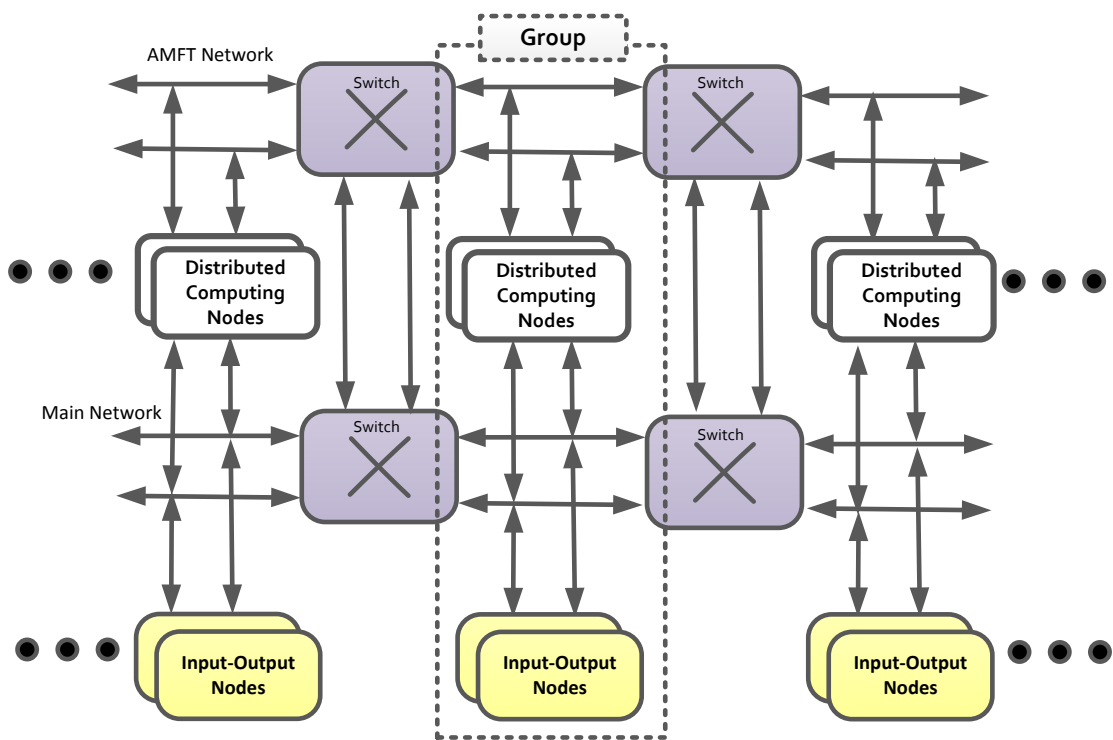 Group
AMFT Network
Switch
Switch
Distributed
Computing
Nodes
Distributed
Computing
Nodes
Distributed
Computing
Nodes
Main Network
Switch
Switch
Input-Output
Nodes
Input-Output
Nodes
Input-Output
Nodes